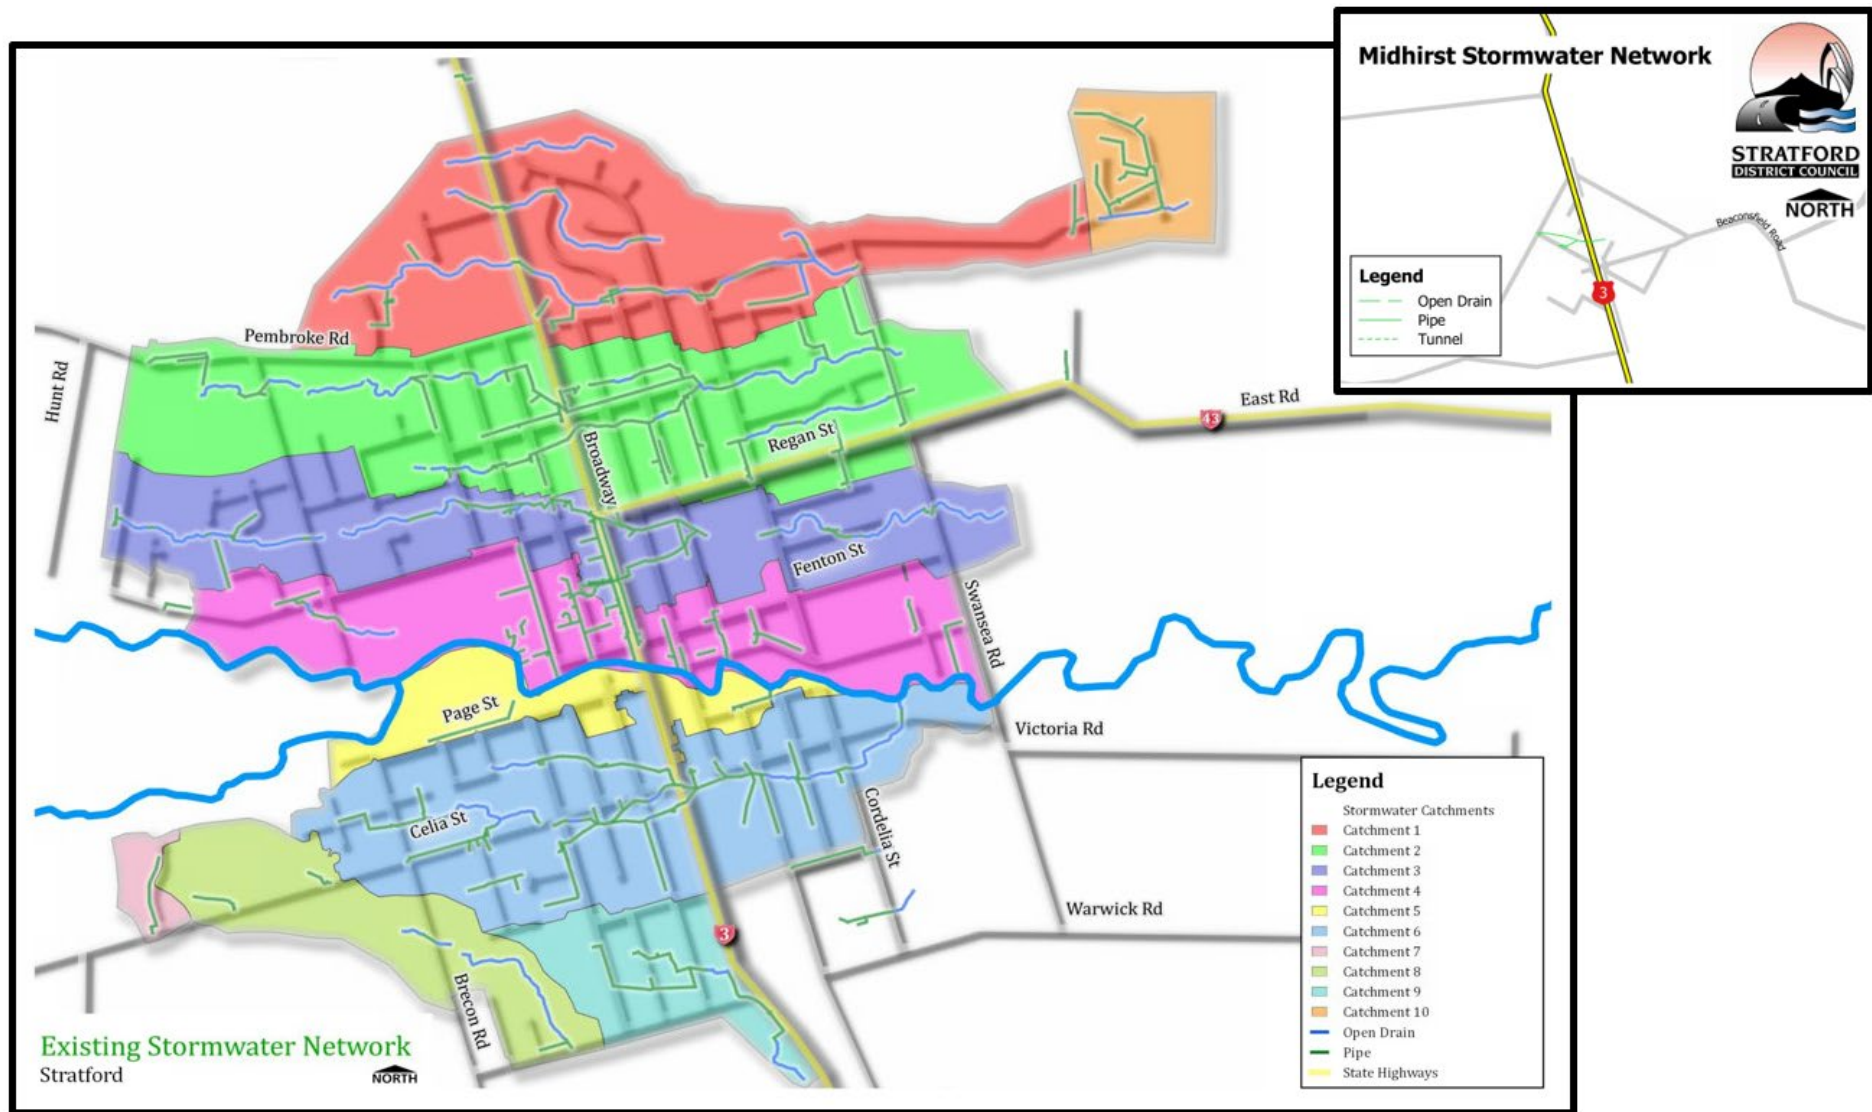 Midhirst Stormwater Network
STRATFORD
DISTRICT COUNCIL
NORTH
Beaconsfield Road
Legend
Open Drain
Pipe
Tunnel
3
Pembroke Rd
Hunt Rd
East Rd
43
Regan St
Broadway
Fenton St
Swansea Rd
Page St
Victoria Rd
Celia St
Cordelia St
Warwick Rd
3
Brecon Rd
Existing Stormwater Network
Stratford
NORTH
Legend
Stormwater Catchments
Catchment 1
Catchment 2
Catchment 3
Catchment 4
Catchment 5
Catchment 6
Catchment 7
Catchment 8
Catchment 9
Catchment 10
Open Drain
Pipe
State Highways